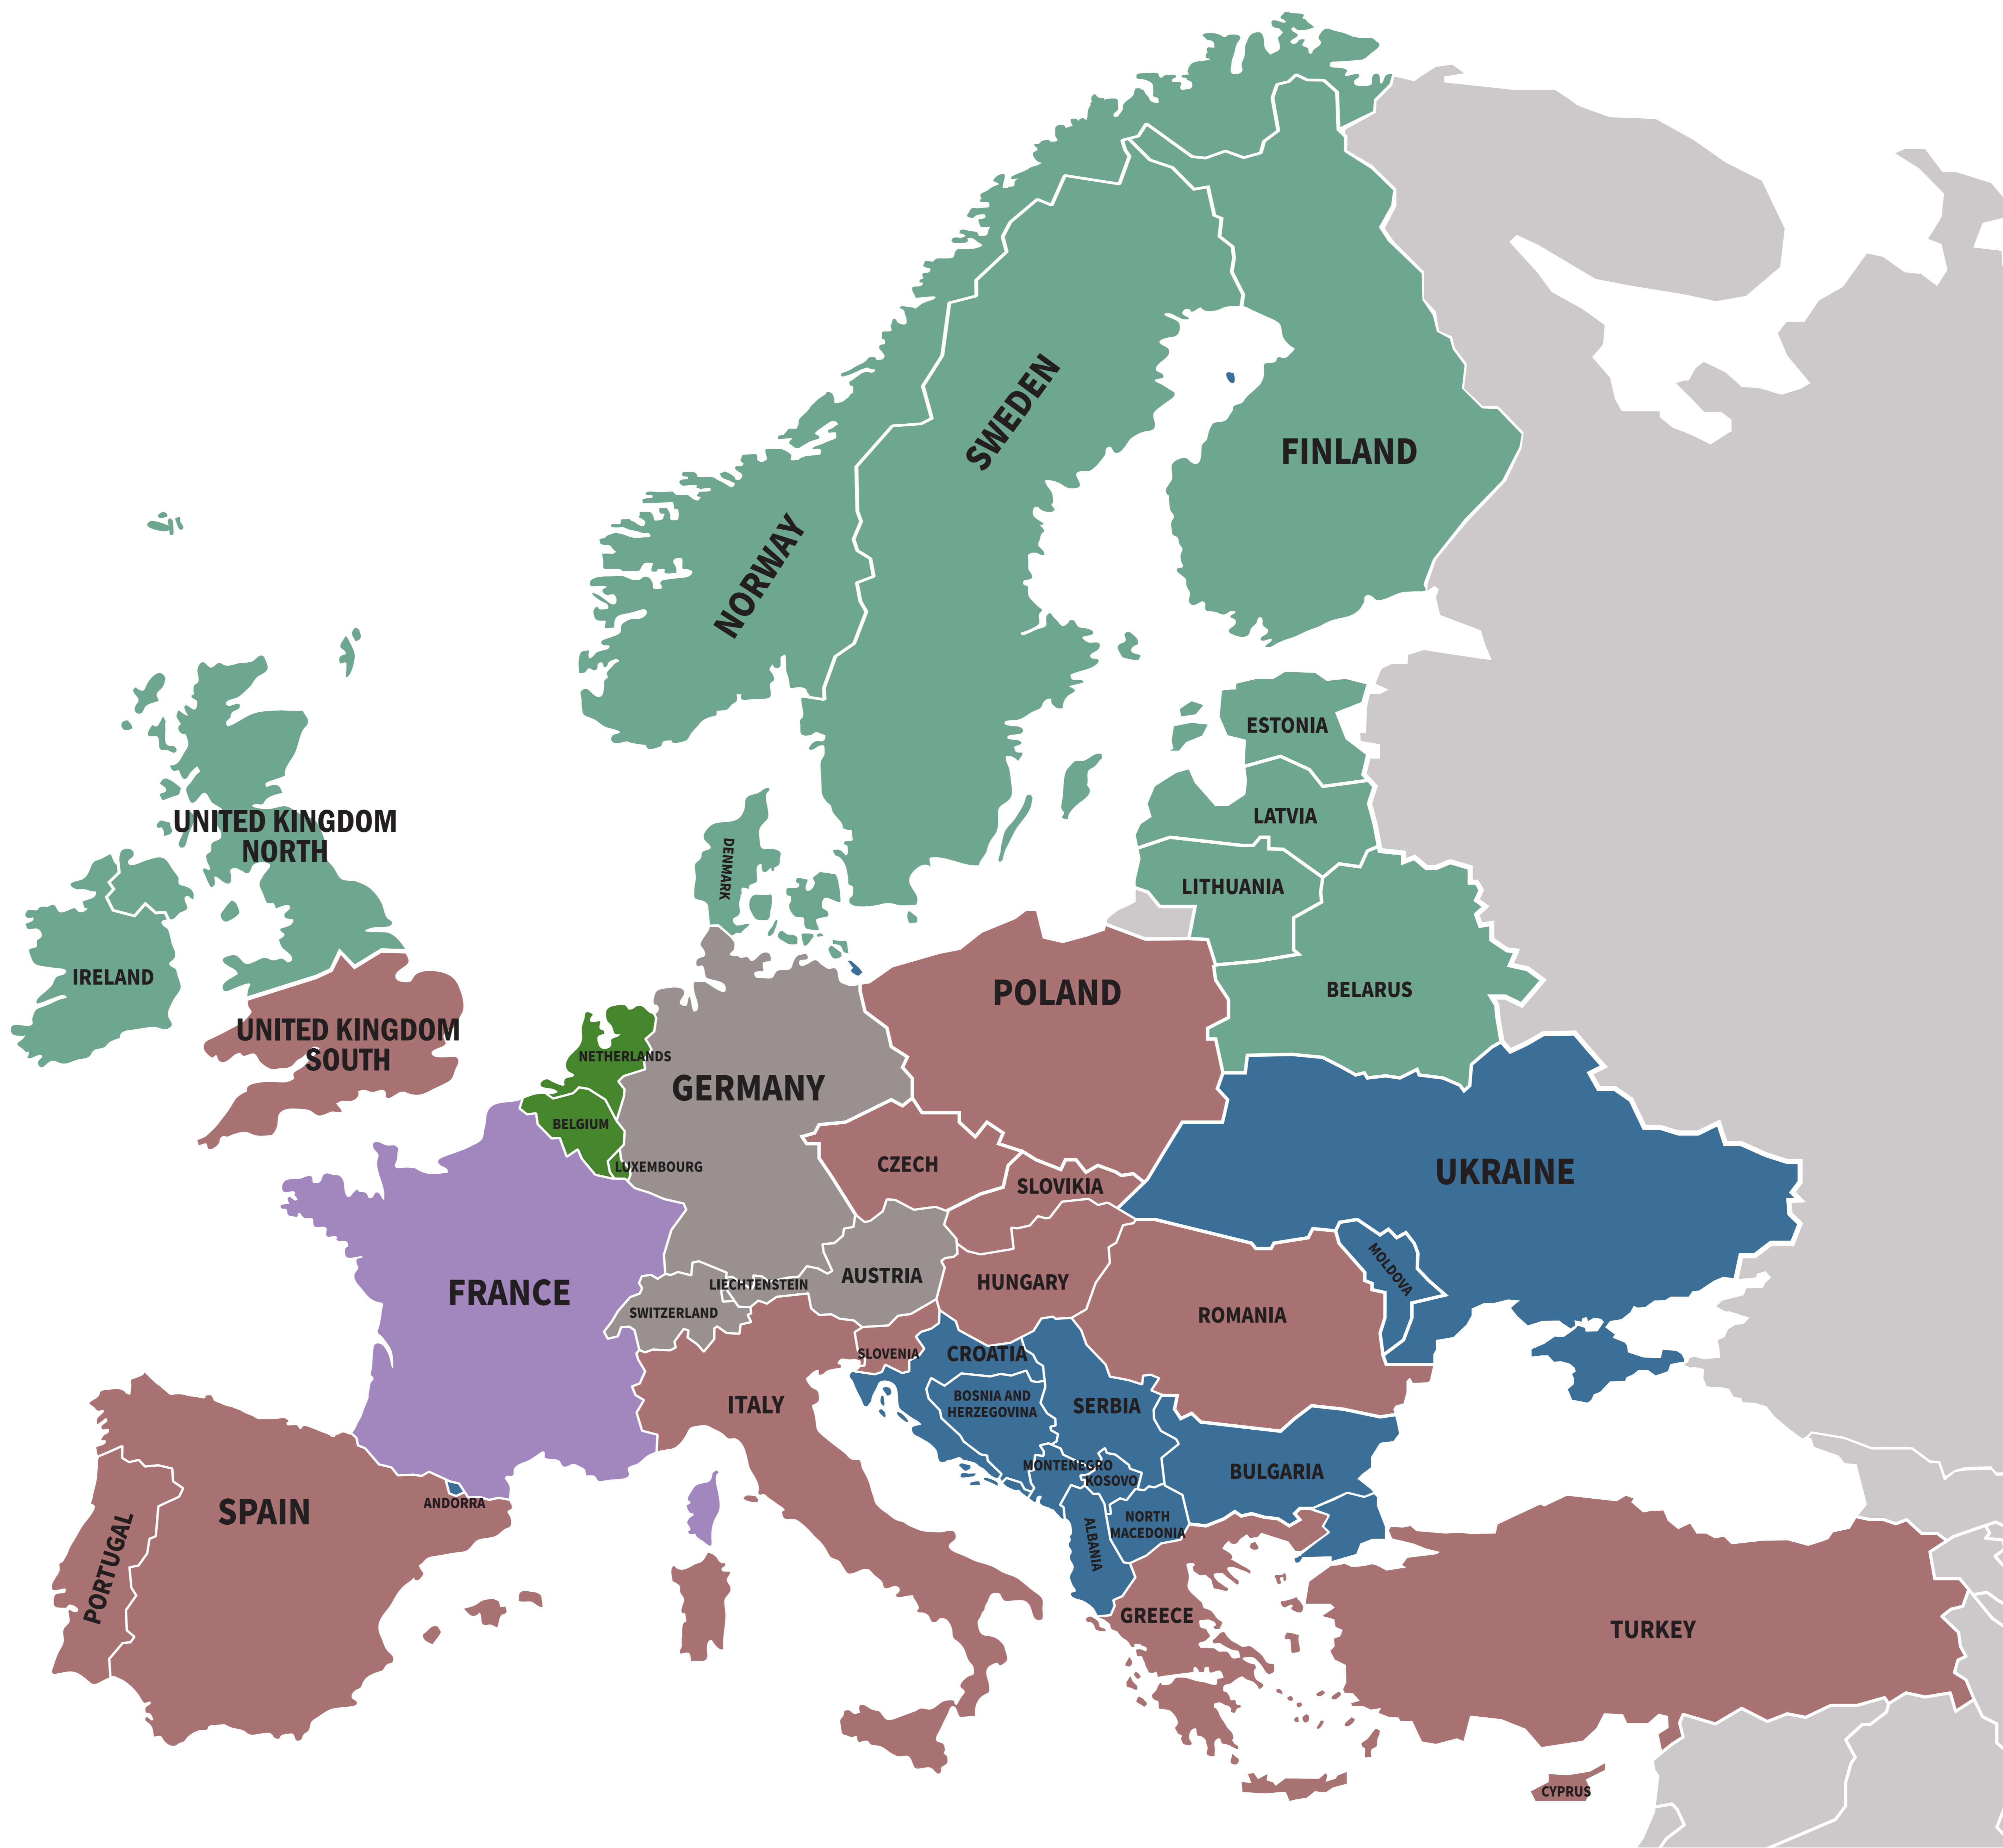 SWEDEN
FINLAND
NORWAY
ESTONIA
UNITED KINGDOM
NORTH
LATVIA
DENMARK
LITHUANIA
IRELAND
POLAND
BELARUS
UNITED KINGDOM
SOUTH
NETHERLANDS
GERMANY
BELGIUM
LUXEMBOURG
CZECH
SLOVIKIA
UKRAINE
FRANCE
LIECHTENSTEIN
AUSTRIA
HUNGARY
MOLDOVA
SWITZERLAND
ROMANIA
SLOVENIA
CROATIA
ITALY
BOSNIA AND
HERZEGOVINA
SERBIA
MONTENEGRO
KOSOVO
BULGARIA
ANDORRA
SPAIN
PORTUGAL
NORTH
MACEDONIA
ALBANIA
GREECE
TURKEY
CYPRUS